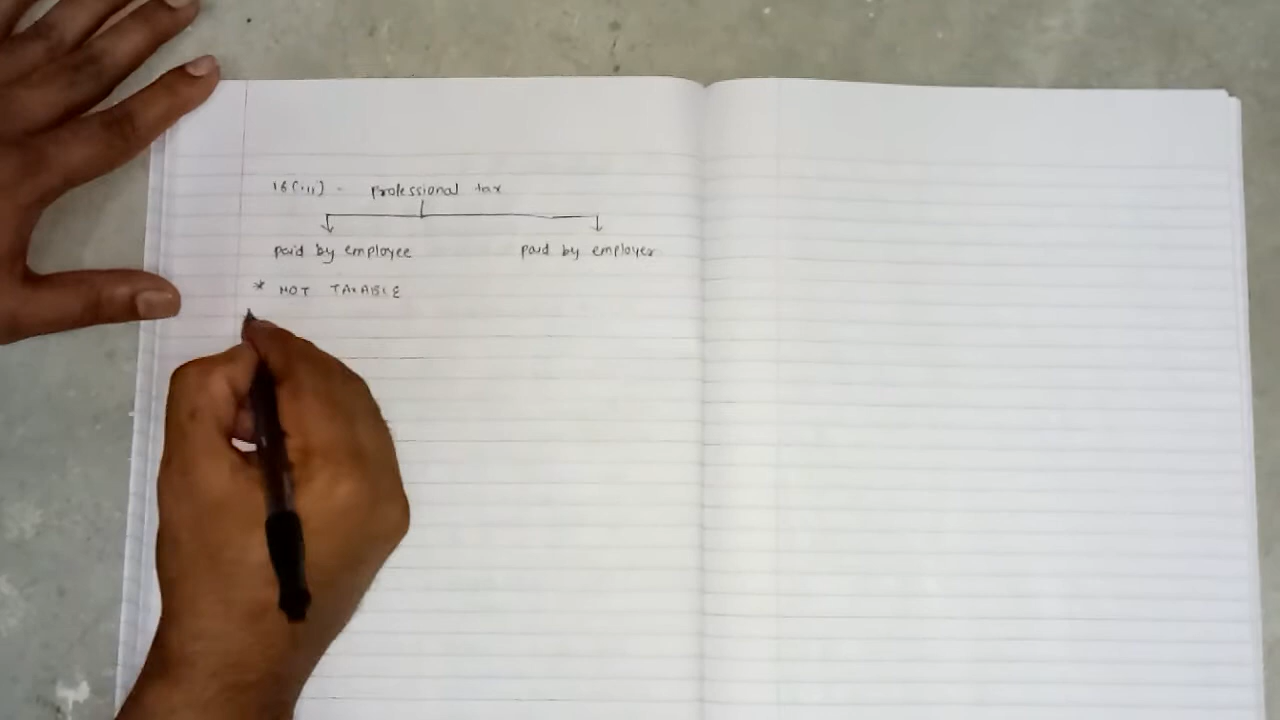 16(iii) - Professional tax
paid by employee paid by employer
* NOT TAXABLE